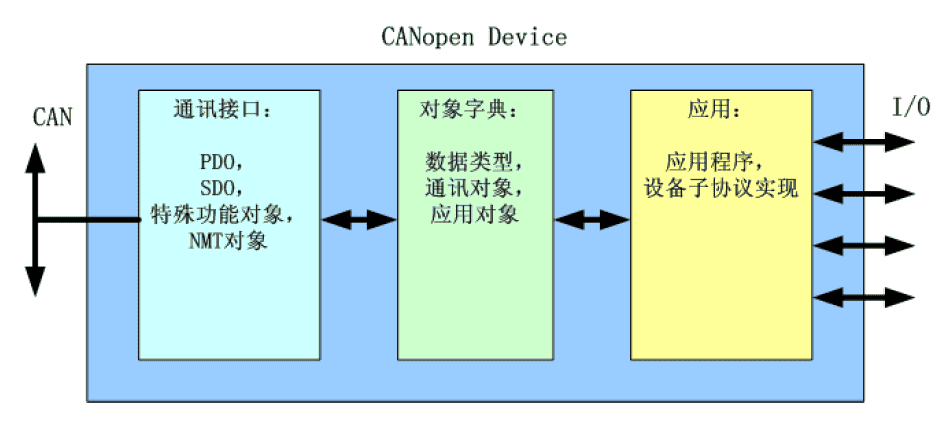 CANopen Device
CAN
通讯接口:
PDO,
SDO,
特殊功能对象,
NMT对象
对象字典:
数据类型,
通讯对象,
应用对象
应用:
应用程序,
设备子协议实现
I/O